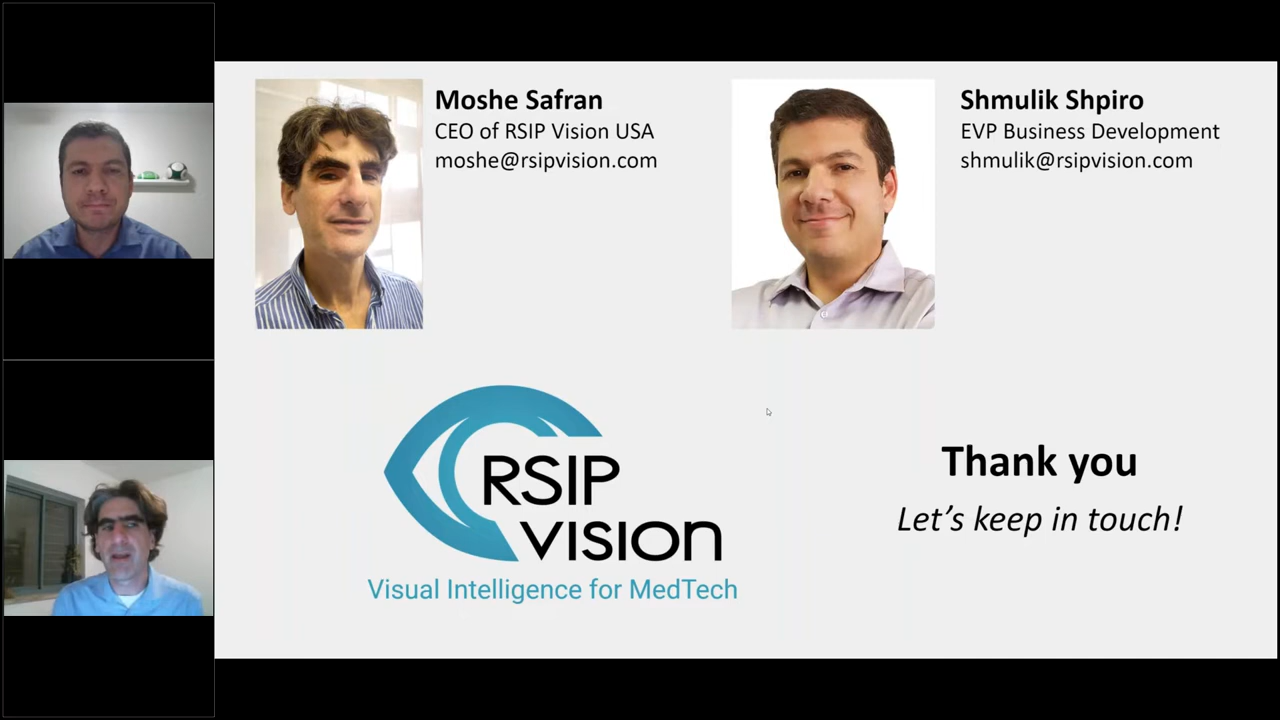 Moshe Safran
CEO of RSIP Vision USA
moshe@rsipvision.com
Shmulik Shpiro
EVP Business Development
shmulik@rsipvision.com
RSIP
VISION
Visual Intelligence for MedTech
Thank you
Let’s keep in touch!